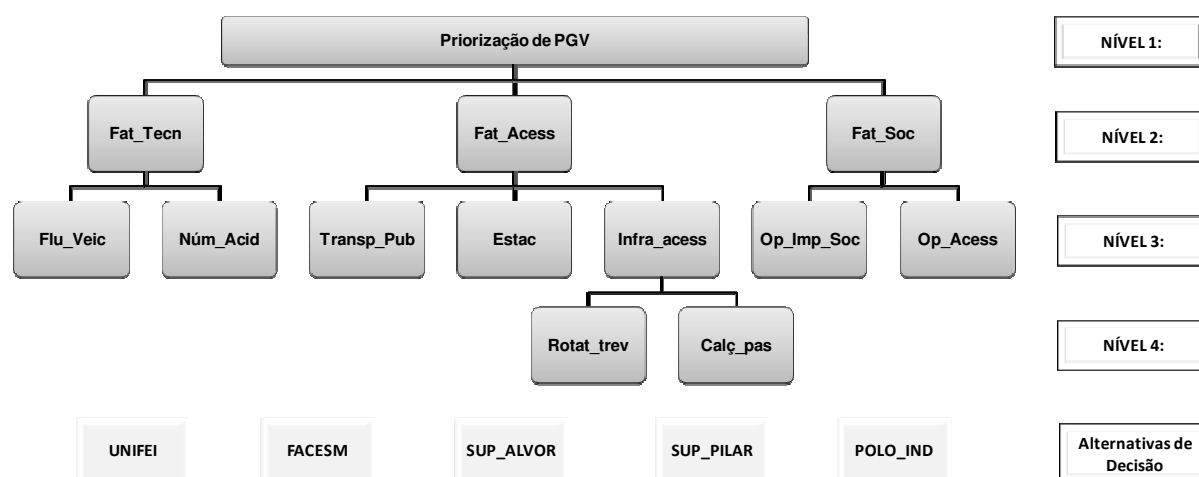 Priorização de PGV
NÍVEL 1:
Fat_Tecn
Fat_Acess
Fat_Soc
NÍVEL 2:
Flu_Veic
Núm_Acid
Transp_Pub
Estac
Infra_acess
Op_Imp_Soc
Op_Acess
NÍVEL 3:
Rotat_trev
Calç_pas
NÍVEL 4:
UNIFEI
FACESM
SUP_ALVOR
SUP_PILAR
POLO_IND
Alternativas de
Decisão